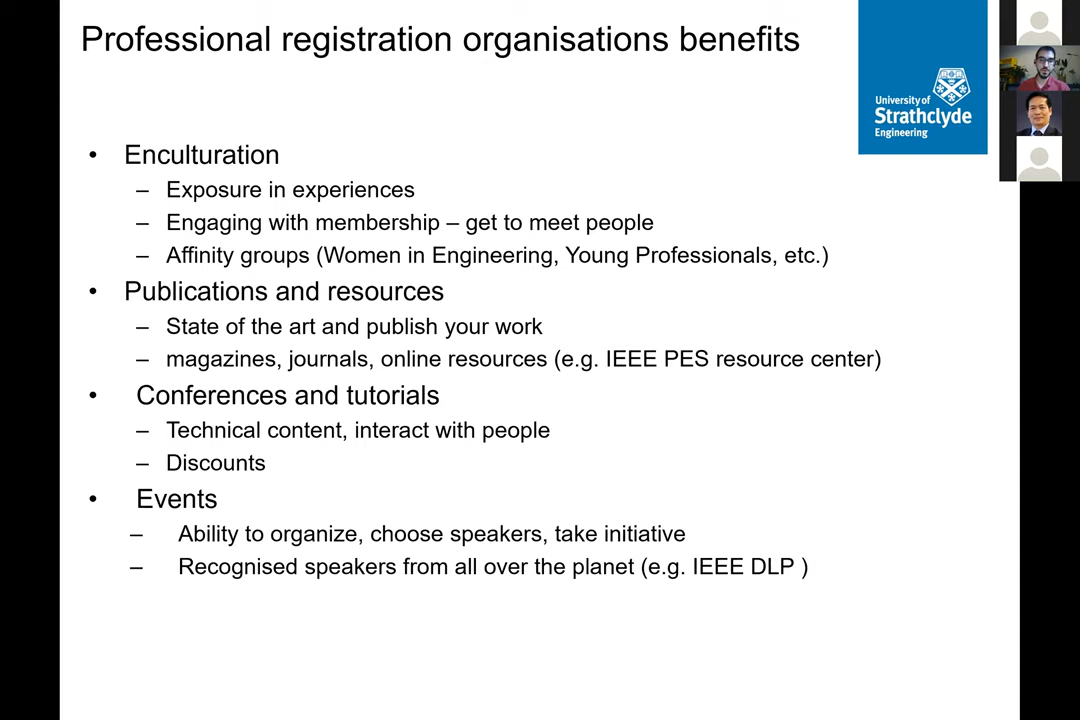 Professional registration organisations benefits
University of
Strathclyde
Engineering
• Enculturation
– Exposure in experiences
– Engaging with membership – get to meet people
– Affinity groups (Women in Engineering, Young Professionals, etc.)
• Publications and resources
– State of the art and publish your work
– magazines, journals, online resources (e.g. IEEE PES resource center)
• Conferences and tutorials
– Technical content, interact with people
– Discounts
• Events
– Ability to organize, choose speakers, take initiative
– Recognised speakers from all over the planet (e.g. IEEE DLP )